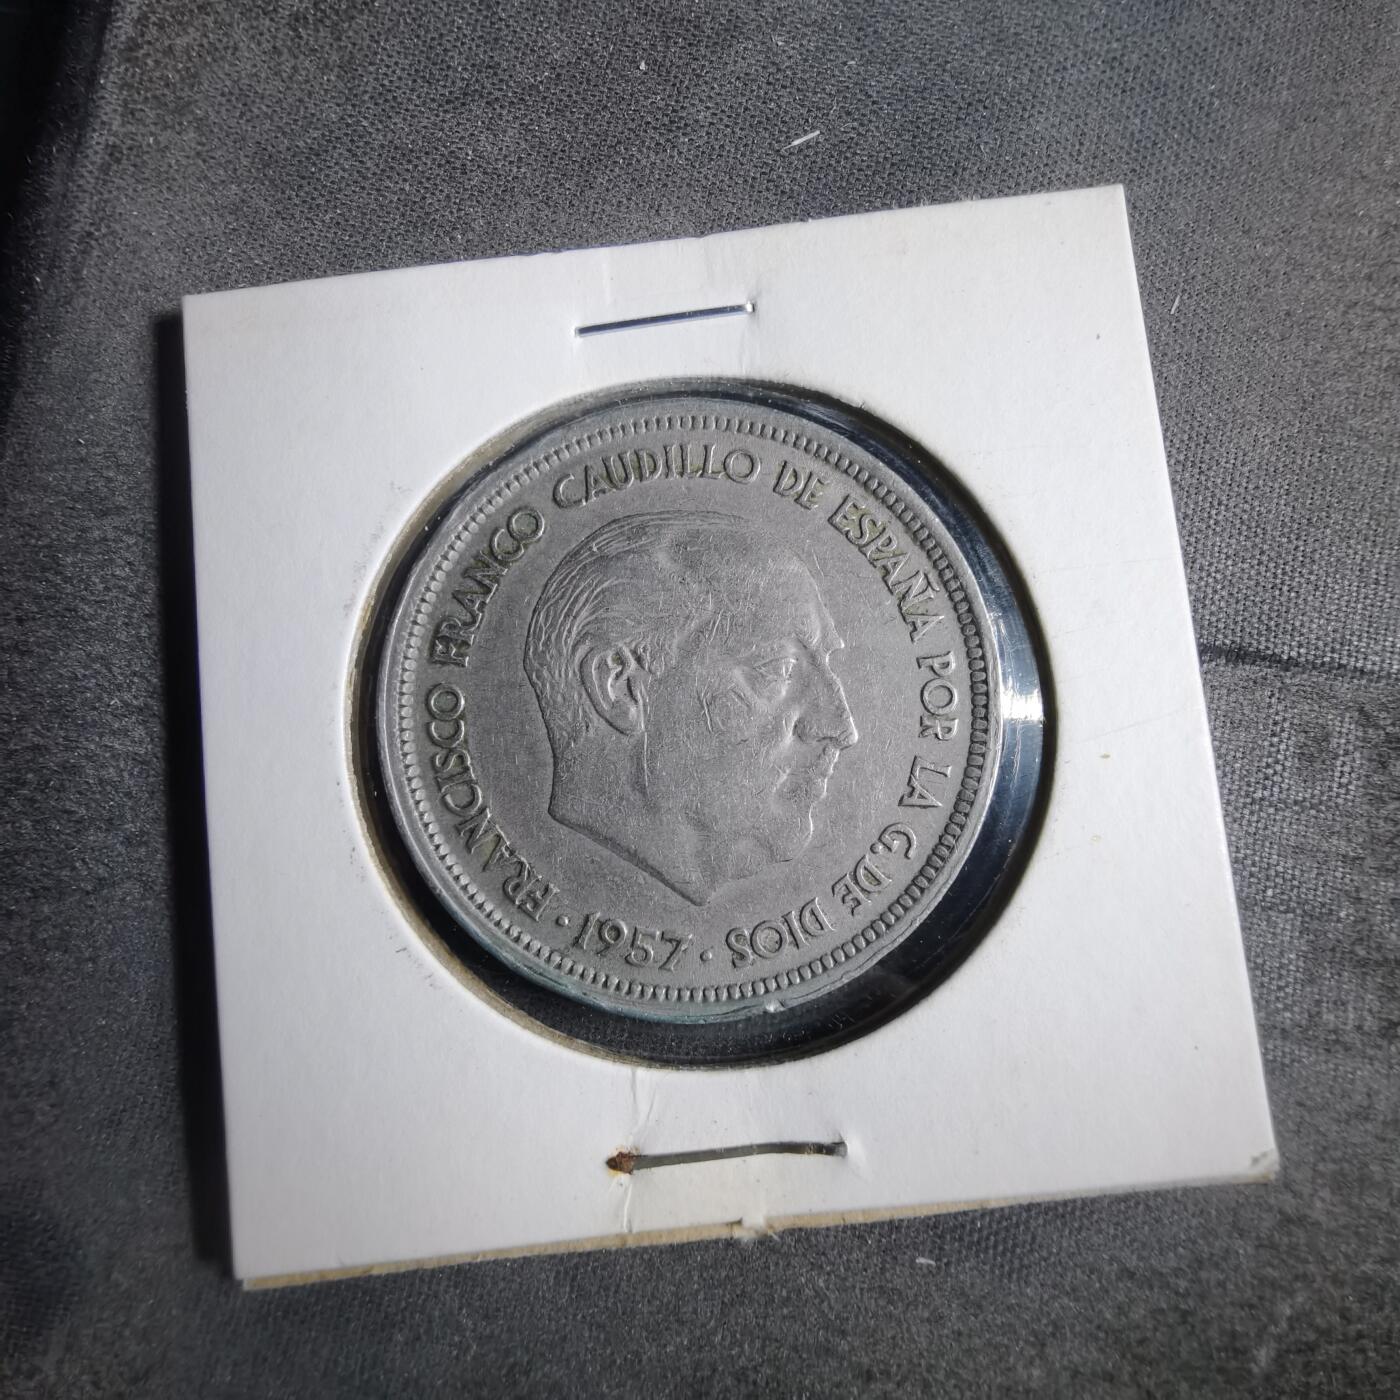 · FRANCISCO FRANCO CAUDILLO DE ESPAÑA POR LA G. DE DIOS ·
1957